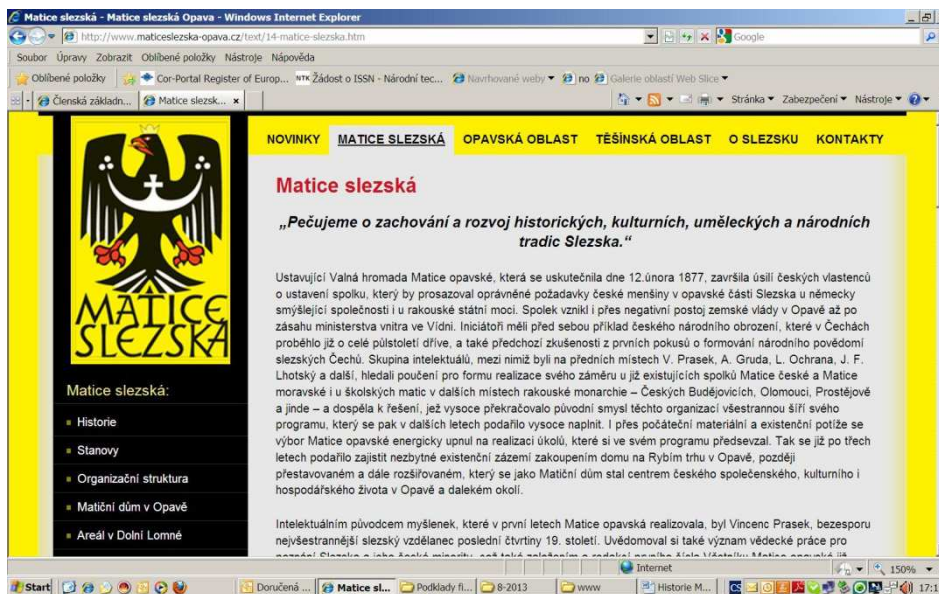 Matice slezská - Matice slezská Opava - Windows Internet Explorer
http://www.maticeslezska-opava.cz/text/14-matice-slezska.htm
Google
Soubor Úpravy Zobrazit Oblíbené položky Nástroje Nápověda
Oblíbené položky Cor-Portal Register of Europ... NTK Žádost o ISSN - Národní tec... Navrhované weby no Galerie oblastí Web Slice
Členská základn... Matice slezsk... x Stránka Zabezpečení Nástroje
NOVINKY MATICE SLEZSKÁ OPAVSKÁ OBLAST TĚŠÍNSKÁ OBLAST O SLEZSKU KONTAKTY
MATICE
SLEZSKÁ
Matice slezská:
Historie
Stanovy
Organizační struktura
Matiční dům v Opavě
Areál v Dolní Lomné
Matice slezská
„Pečujeme o zachování a rozvoj historických, kulturních, uměleckých a národních
tradic Slezska.“
Ustavující Valná hromada Matice opavské, která se uskutečnila dne 12.února 1877, završila úsilí českých vlastenců
o ustavení spolku, který by prosazoval oprávněné požadavky české menšiny v opavské části Slezska u německy
smýšlející společnosti i u rakouské státní moci. Spolek vznikl i přes negativní postoj zemské vlády v Opavě až po
zásahu ministerstva vnitra ve Vídni. Iniciátoři měli před sebou příklad českého národního obrození, které v Čechách
proběhlo již o celé půlstoletí dříve, a také předchozí zkušenosti z prvních pokusů o formování národního povědomí
slezských Čechů. Skupina intelektuálů, mezi nimiž byli na předních místech V. Prasek, A. Gruda, L. Ochrana, J. F.
Lhotský a další, hledali poučení pro formu realizace svého záměru u již existujících spolků Matice české a Matice
moravské i u školských matic v dalších místech rakouské monarchie – Českých Budějovicích, Olomouci, Prostějově
a jinde – a dospěla k řešení, jež vysoce překračovalo původní smysl těchto organizací všestrannou šíří svého
programu, který se pak v dalších letech podařilo vysoce naplnit. I přes počáteční materiální a existenční potíže se
výbor Matice opavské energicky upnul na realizaci úkolů, které si ve svém programu předsevzal. Tak se již po třech
letech podařilo zajistit nezbytné existenční zázemí zakoupením domu na Rybím trhu v Opavě, později
přestavovaném a dále rozšiřovaném, který se jako Matiční dům stal centrem českého společenského, kulturního i
hospodářského života v Opavě a dalekém okolí.
Intelektuálním původcem myšlenek, které v první letech Matice opavská realizovala, byl Vincenc Prasek, bezesporu
nejvšestrannější slezský vzdělanec poslední čtvrtiny 19. století. Uvědomoval si také význam vědecké práce pro
Internet 150%
Start Doručená ... Matice sl... Podklady fi... 8-2013 www Historie M... CS 17:1